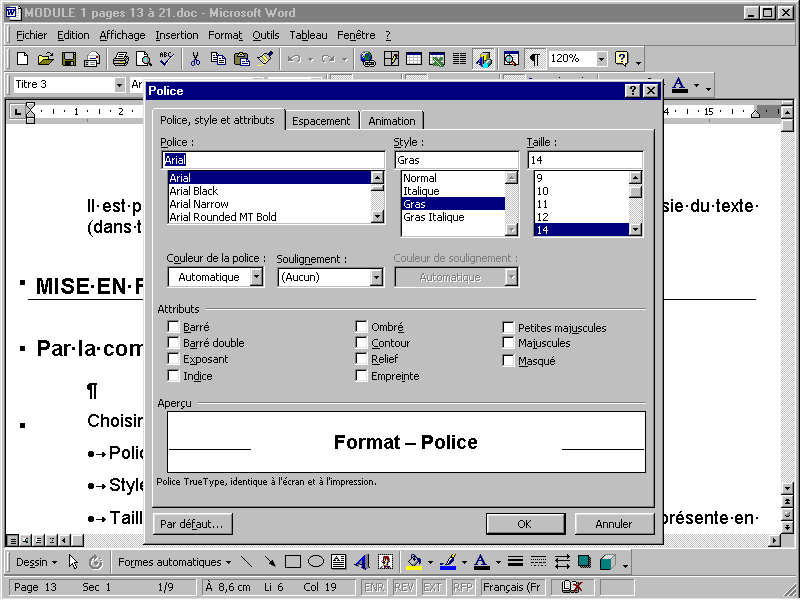 MODULE 1 pages 13 à 21.doc - Microsoft Word
Fichier Edition Affichage Insertion Format Outils Tableau Fenêtre ?
120%
Titre 3 Ar
Police
1 2 14 15
Police, style et attributs Espacement Animation
Police : Style : Taille :
Arial Gras 14
Arial Normal 9
Arial Black Italique 10
Arial Narrow Gras 11
Arial Rounded MT Bold Gras Italique 12
14
Il·est·p sie·du·texte·
(dans·t
Couleur de la police : Soulignement : Couleur de soulignement :
Automatique (Aucun) Automatique
MISE·EN·F
Attributs
Barré Ombré Petites majuscules
Barré double Contour Majuscules
Exposant Relief Masqué
Indice Empreinte
Par·la·com
¶
Aperçu
Choisir
Format – Police
Polic
Police TrueType, identique à l'écran et à l'impression.
Style
Taill résente·en·
Par défaut... OK Annuler
Dessin Formes automatiques
Page 13 Sec 1 1/9 À 8,6 cm Li 6 Col 19 ENR REV EXT RFP Français (Fr